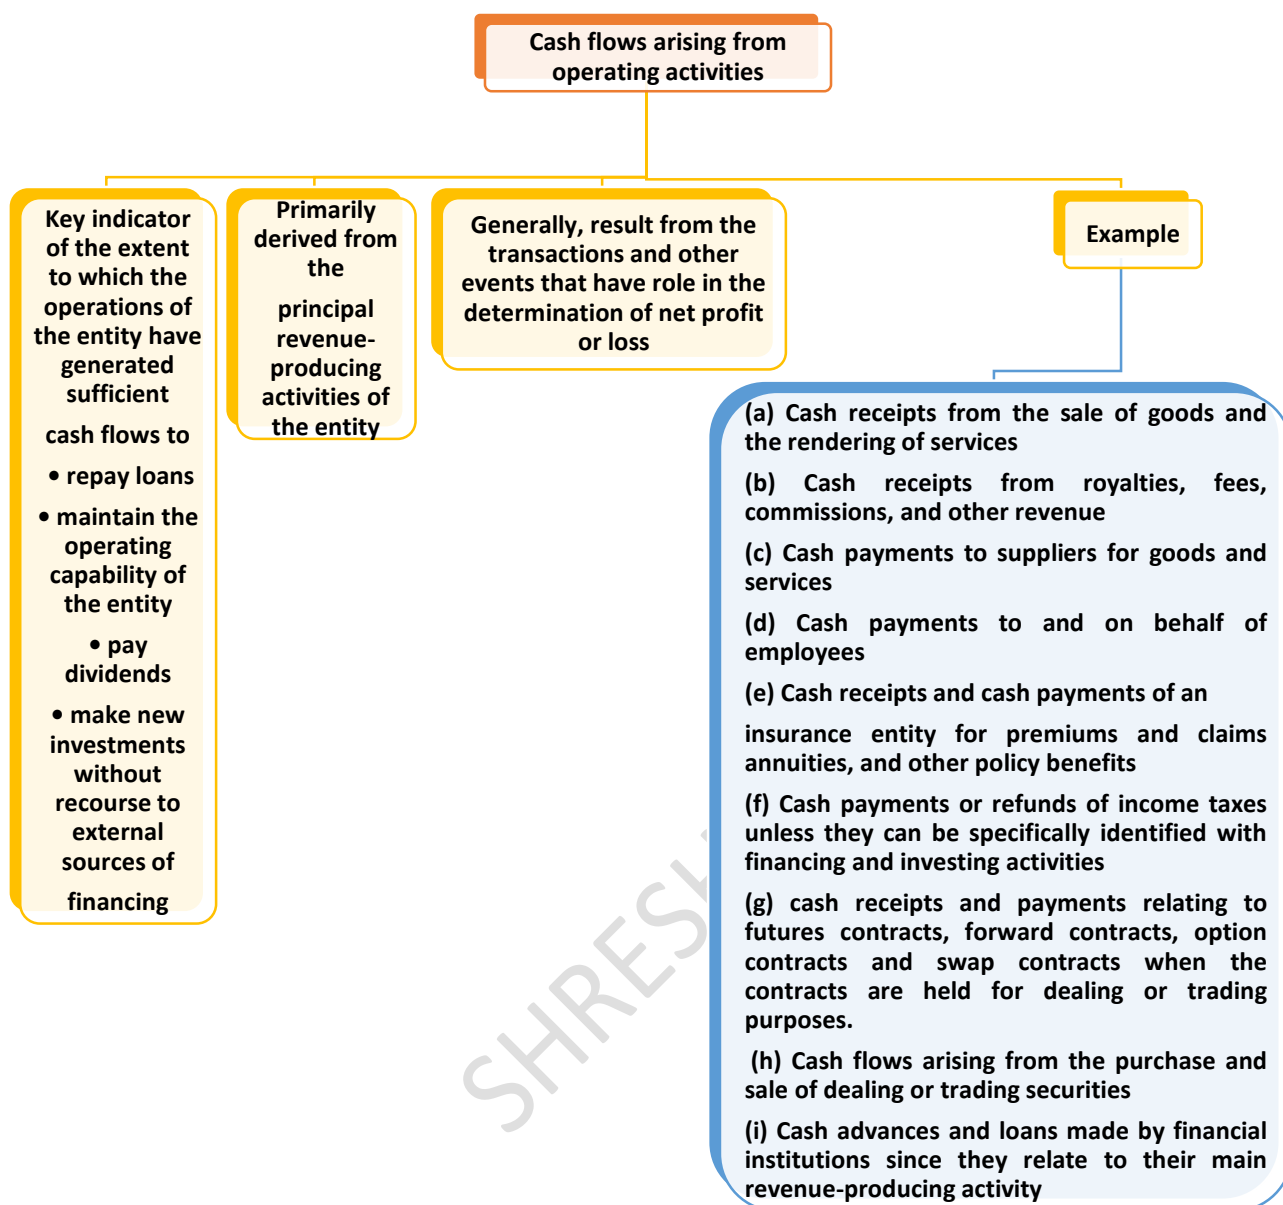 Cash flows arising from
operating activities
Key indicator
of the extent
to which the
operations of
the entity have
generated
sufficient
cash flows to
• repay loans
• maintain the
operating
capability of
the entity
• pay
dividends
• make new
investments
without
recourse to
external
sources of
financing
Primarily
derived from
the
principal
revenue-
producing
activities of
the entity
Generally, result from the
transactions and other
events that have role in the
determination of net profit
or loss
Example
(a) Cash receipts from the sale of goods and
the rendering of services
(b) Cash receipts from royalties, fees,
commissions, and other revenue
(c) Cash payments to suppliers for goods and
services
(d) Cash payments to and on behalf of
employees
(e) Cash receipts and cash payments of an
insurance entity for premiums and claims
annuities, and other policy benefits
(f) Cash payments or refunds of income taxes
unless they can be specifically identified with
financing and investing activities
(g) cash receipts and payments relating to
futures contracts, forward contracts, option
contracts and swap contracts when the
contracts are held for dealing or trading
purposes.
(h) Cash flows arising from the purchase and
sale of dealing or trading securities
(i) Cash advances and loans made by financial
institutions since they relate to their main
revenue-producing activity